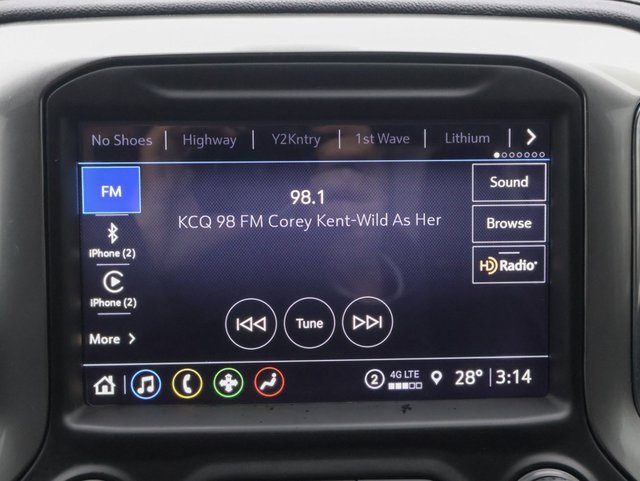 No Shoes | Highway | Y2Kntry | 1st Wave | Lithium
FM
98.1
KCQ 98 FM Corey Kent-Wild As Her
Sound
Browse
HD Radio
iPhone (2)
iPhone (2)
More
Tune
2 4G LTE 28° | 3:14